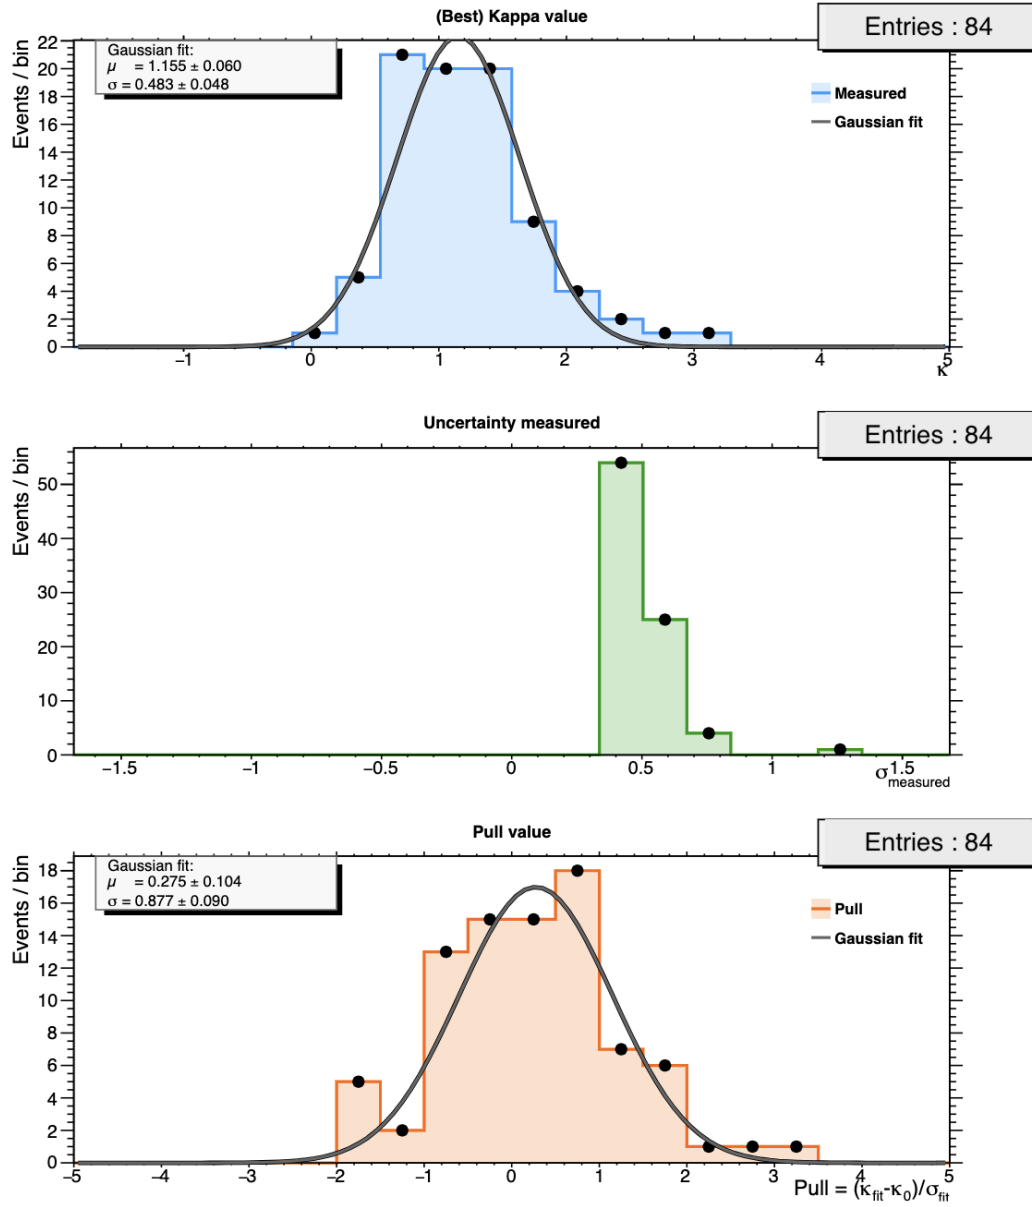 (Best) Kappa value
Entries : 84
Gaussian fit:
μ = 1.155 ± 0.060
σ = 0.483 ± 0.048
Measured
Gaussian fit
Events / bin
22
20
18
16
14
12
10
8
6
4
2
0
−1 0 1 2 3 4 5
κ
Uncertainty measured
Entries : 84
Events / bin
50
40
30
20
10
0
−1.5 −1 −0.5 0 0.5 1 1.5
σmeasured
Pull value
Entries : 84
Gaussian fit:
μ = 0.275 ± 0.104
σ = 0.877 ± 0.090
Pull
Gaussian fit
Events / bin
18
16
14
12
10
8
6
4
2
0
−5 −4 −3 −2 −1 0 1 2 3 4 5
Pull = (κfit-κ0)/σfit